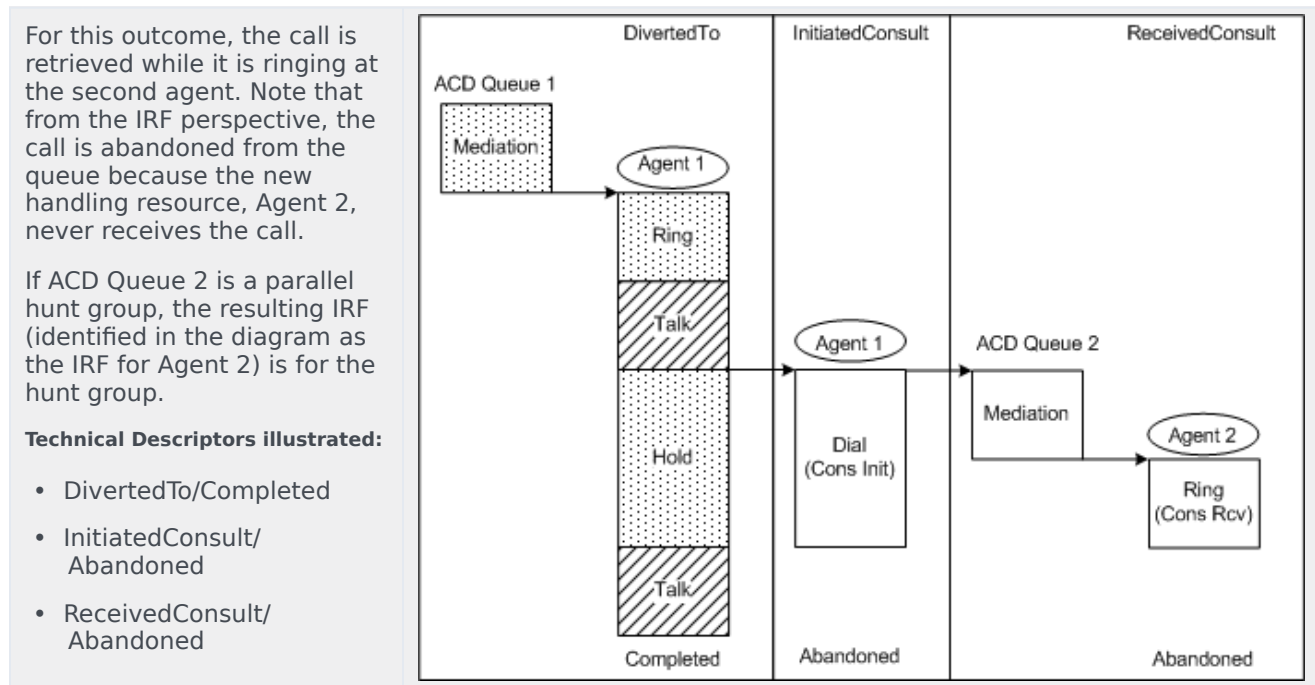 For this outcome, the call is
retrieved while it is ringing at
the second agent. Note that
from the IRF perspective, the
call is abandoned from the
queue because the new
handling resource, Agent 2,
never receives the call.
If ACD Queue 2 is a parallel
hunt group, the resulting IRF
(identified in the diagram as
the IRF for Agent 2) is for the
hunt group.
Technical Descriptors illustrated:
• DivertedTo/Completed
• InitiatedConsult/
Abandoned
• ReceivedConsult/
Abandoned
DivertedTo
InitiatedConsult
ReceivedConsult
ACD Queue 1
Mediation
Agent 1
Ring
Talk
Hold
Talk
Completed
Agent 1
Dial
(Cons Init)
Abandoned
ACD Queue 2
Mediation
Agent 2
Ring
(Cons Rcv)
Abandoned